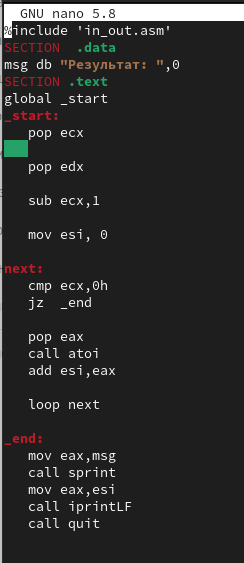 GNU nano 5.8
%include 'in_out.asm'
SECTION .data
msg db "Результат: ",0
SECTION .text
global _start
_start:
pop ecx
pop edx
sub ecx,1
mov esi, 0
next:
cmp ecx,0h
jz _end
pop eax
call atoi
add esi,eax
loop next
_end:
mov eax,msg
call sprint
mov eax,esi
call iprintLF
call quit